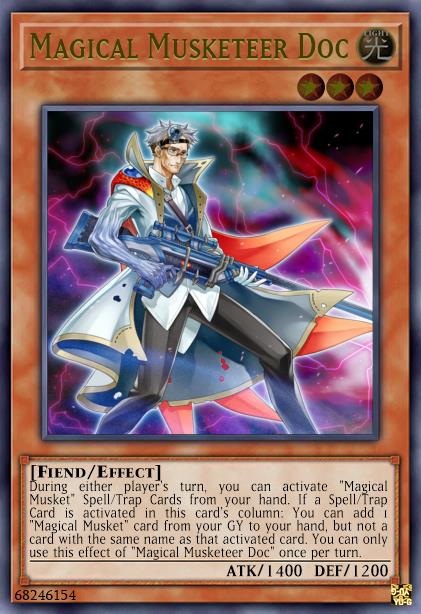 MAGICAL MUSKETEER DOC
LIGHT
光
[FIEND/EFFECT]
During either player's turn, you can activate "Magical
Musket" Spell/Trap Cards from your hand. If a Spell/Trap
Card is activated in this card's column: You can add 1
"Magical Musket" card from your GY to your hand, but not a
card with the same name as that activated card. You can only
use this effect of "Magical Musketeer Doc" once per turn.
ATK/1400 DEF/1200
68246154